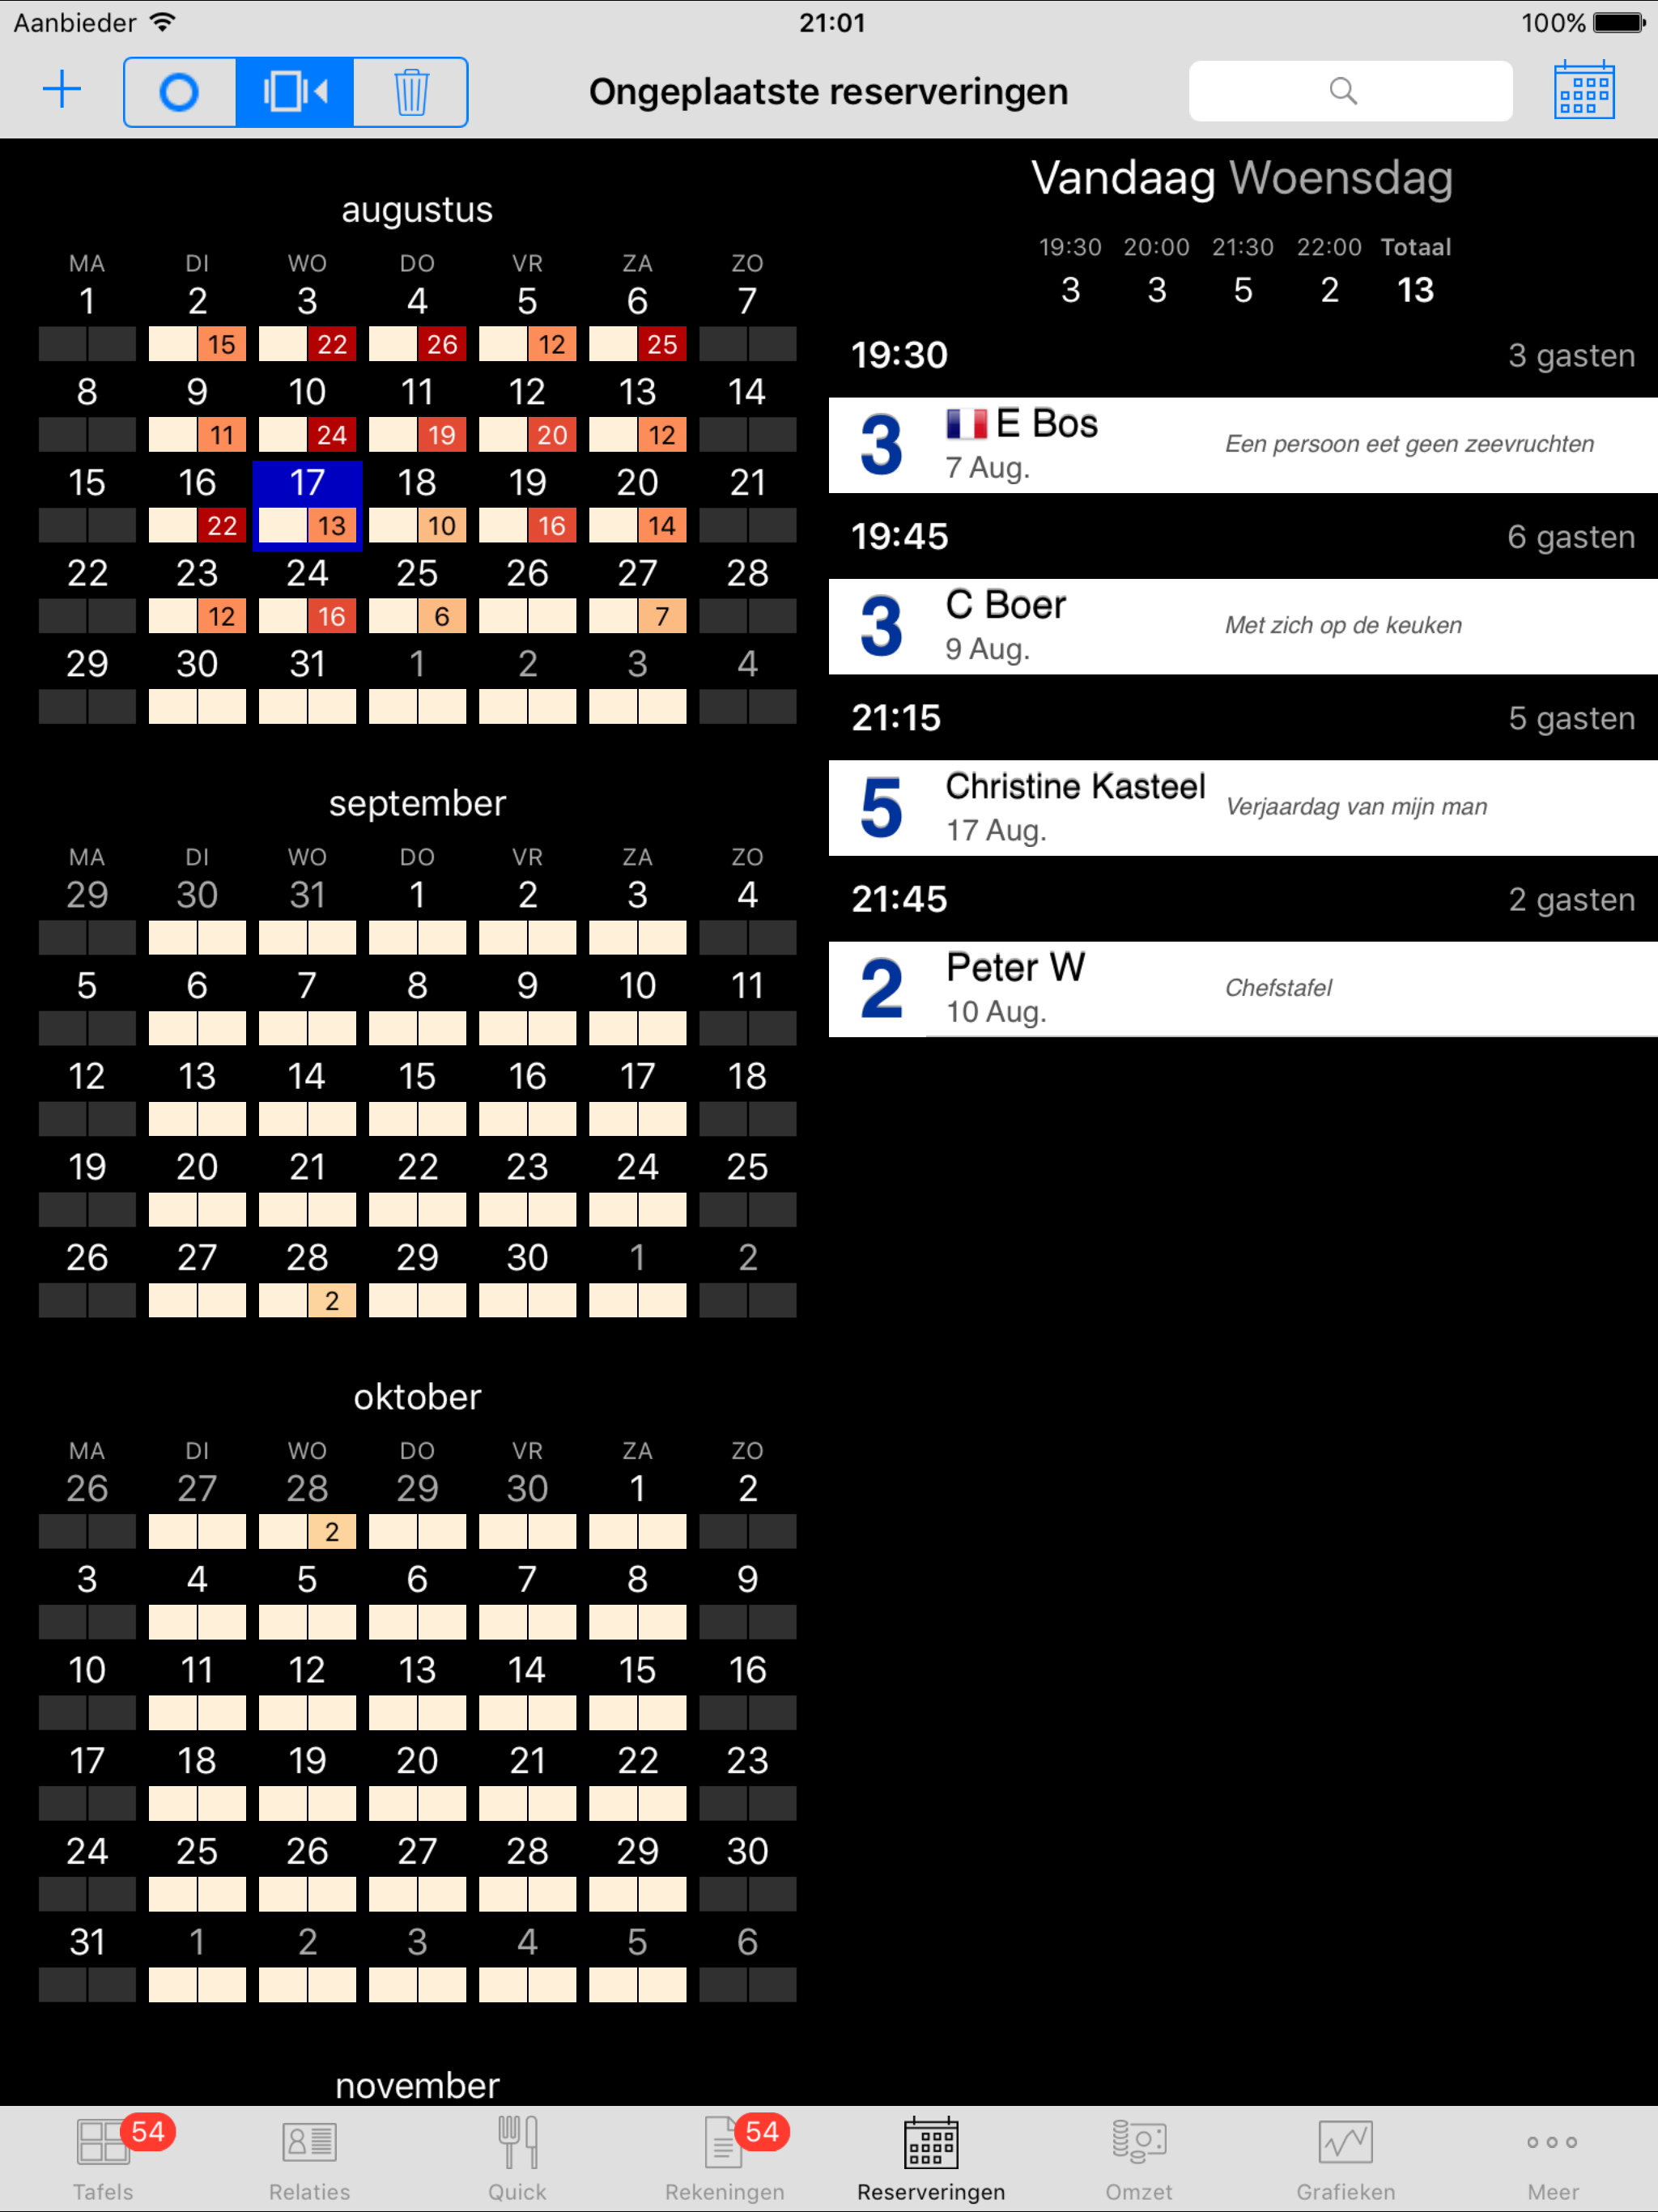 Aanbieder 21:01 100%
Ongeplaatste reserveringen
augustus
MA DI WO DO VR ZA ZO
1 2 3 4 5 6 7
15 22 26 12 25
8 9 10 11 12 13 14
11 24 19 20 12
15 16 17 18 19 20 21
22 13 10 16 14
22 23 24 25 26 27 28
12 16 6 7
29 30 31 1 2 3 4
september
MA DI WO DO VR ZA ZO
29 30 31 1 2 3 4
5 6 7 8 9 10 11
12 13 14 15 16 17 18
19 20 21 22 23 24 25
26 27 28 29 30 1 2
2
oktober
MA DI WO DO VR ZA ZO
26 27 28 29 30 1 2
2
3 4 5 6 7 8 9
10 11 12 13 14 15 16
17 18 19 20 21 22 23
24 25 26 27 28 29 30
31 1 2 3 4 5 6
november
Vandaag Woensdag
19:30 20:00 21:30 22:00 Totaal
3 3 5 2 13
19:30 3 gasten
3 E Bos Een persoon eet geen zeevruchten
7 Aug.
19:45 6 gasten
3 C Boer Met zich op de keuken
9 Aug.
21:15 5 gasten
5 Christine Kasteel Verjaardag van mijn man
17 Aug.
21:45 2 gasten
2 Peter W Chefstafel
10 Aug.
54 54
Tafels Relaties Quick Rekeningen Reserveringen Omzet Grafieken Meer